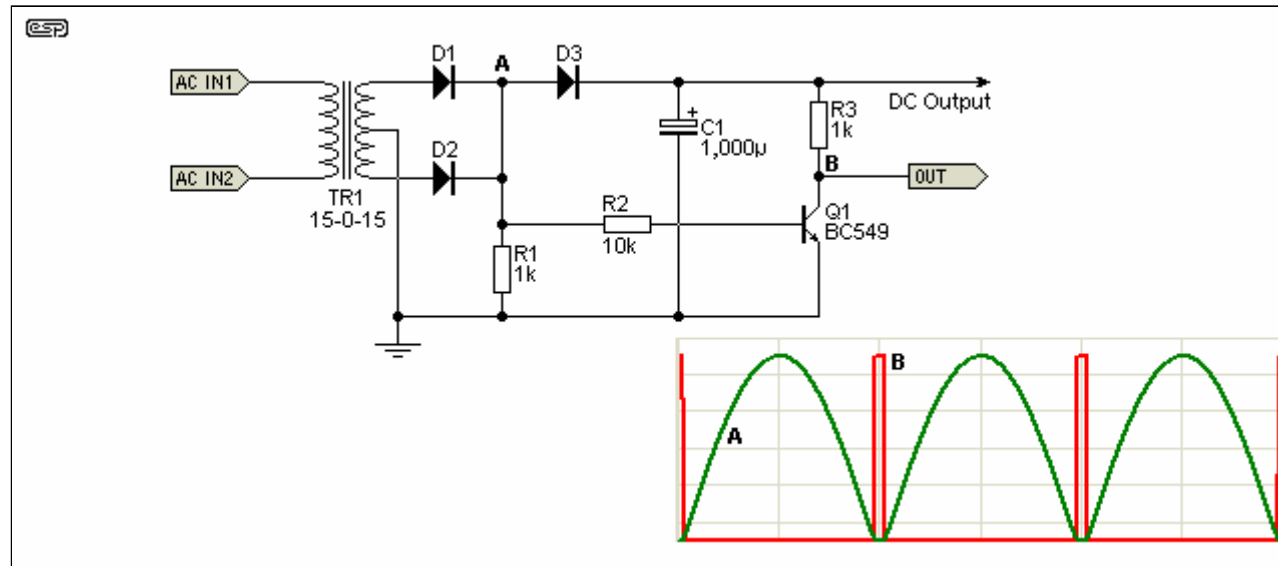 esp
D1
A
D3
AC IN1
DC Output
R3
1k
+
C1
1,000µ
B
D2
AC IN2
OUT
TR1
15-0-15
R2
10k
Q1
BC549
R1
1k
B
A